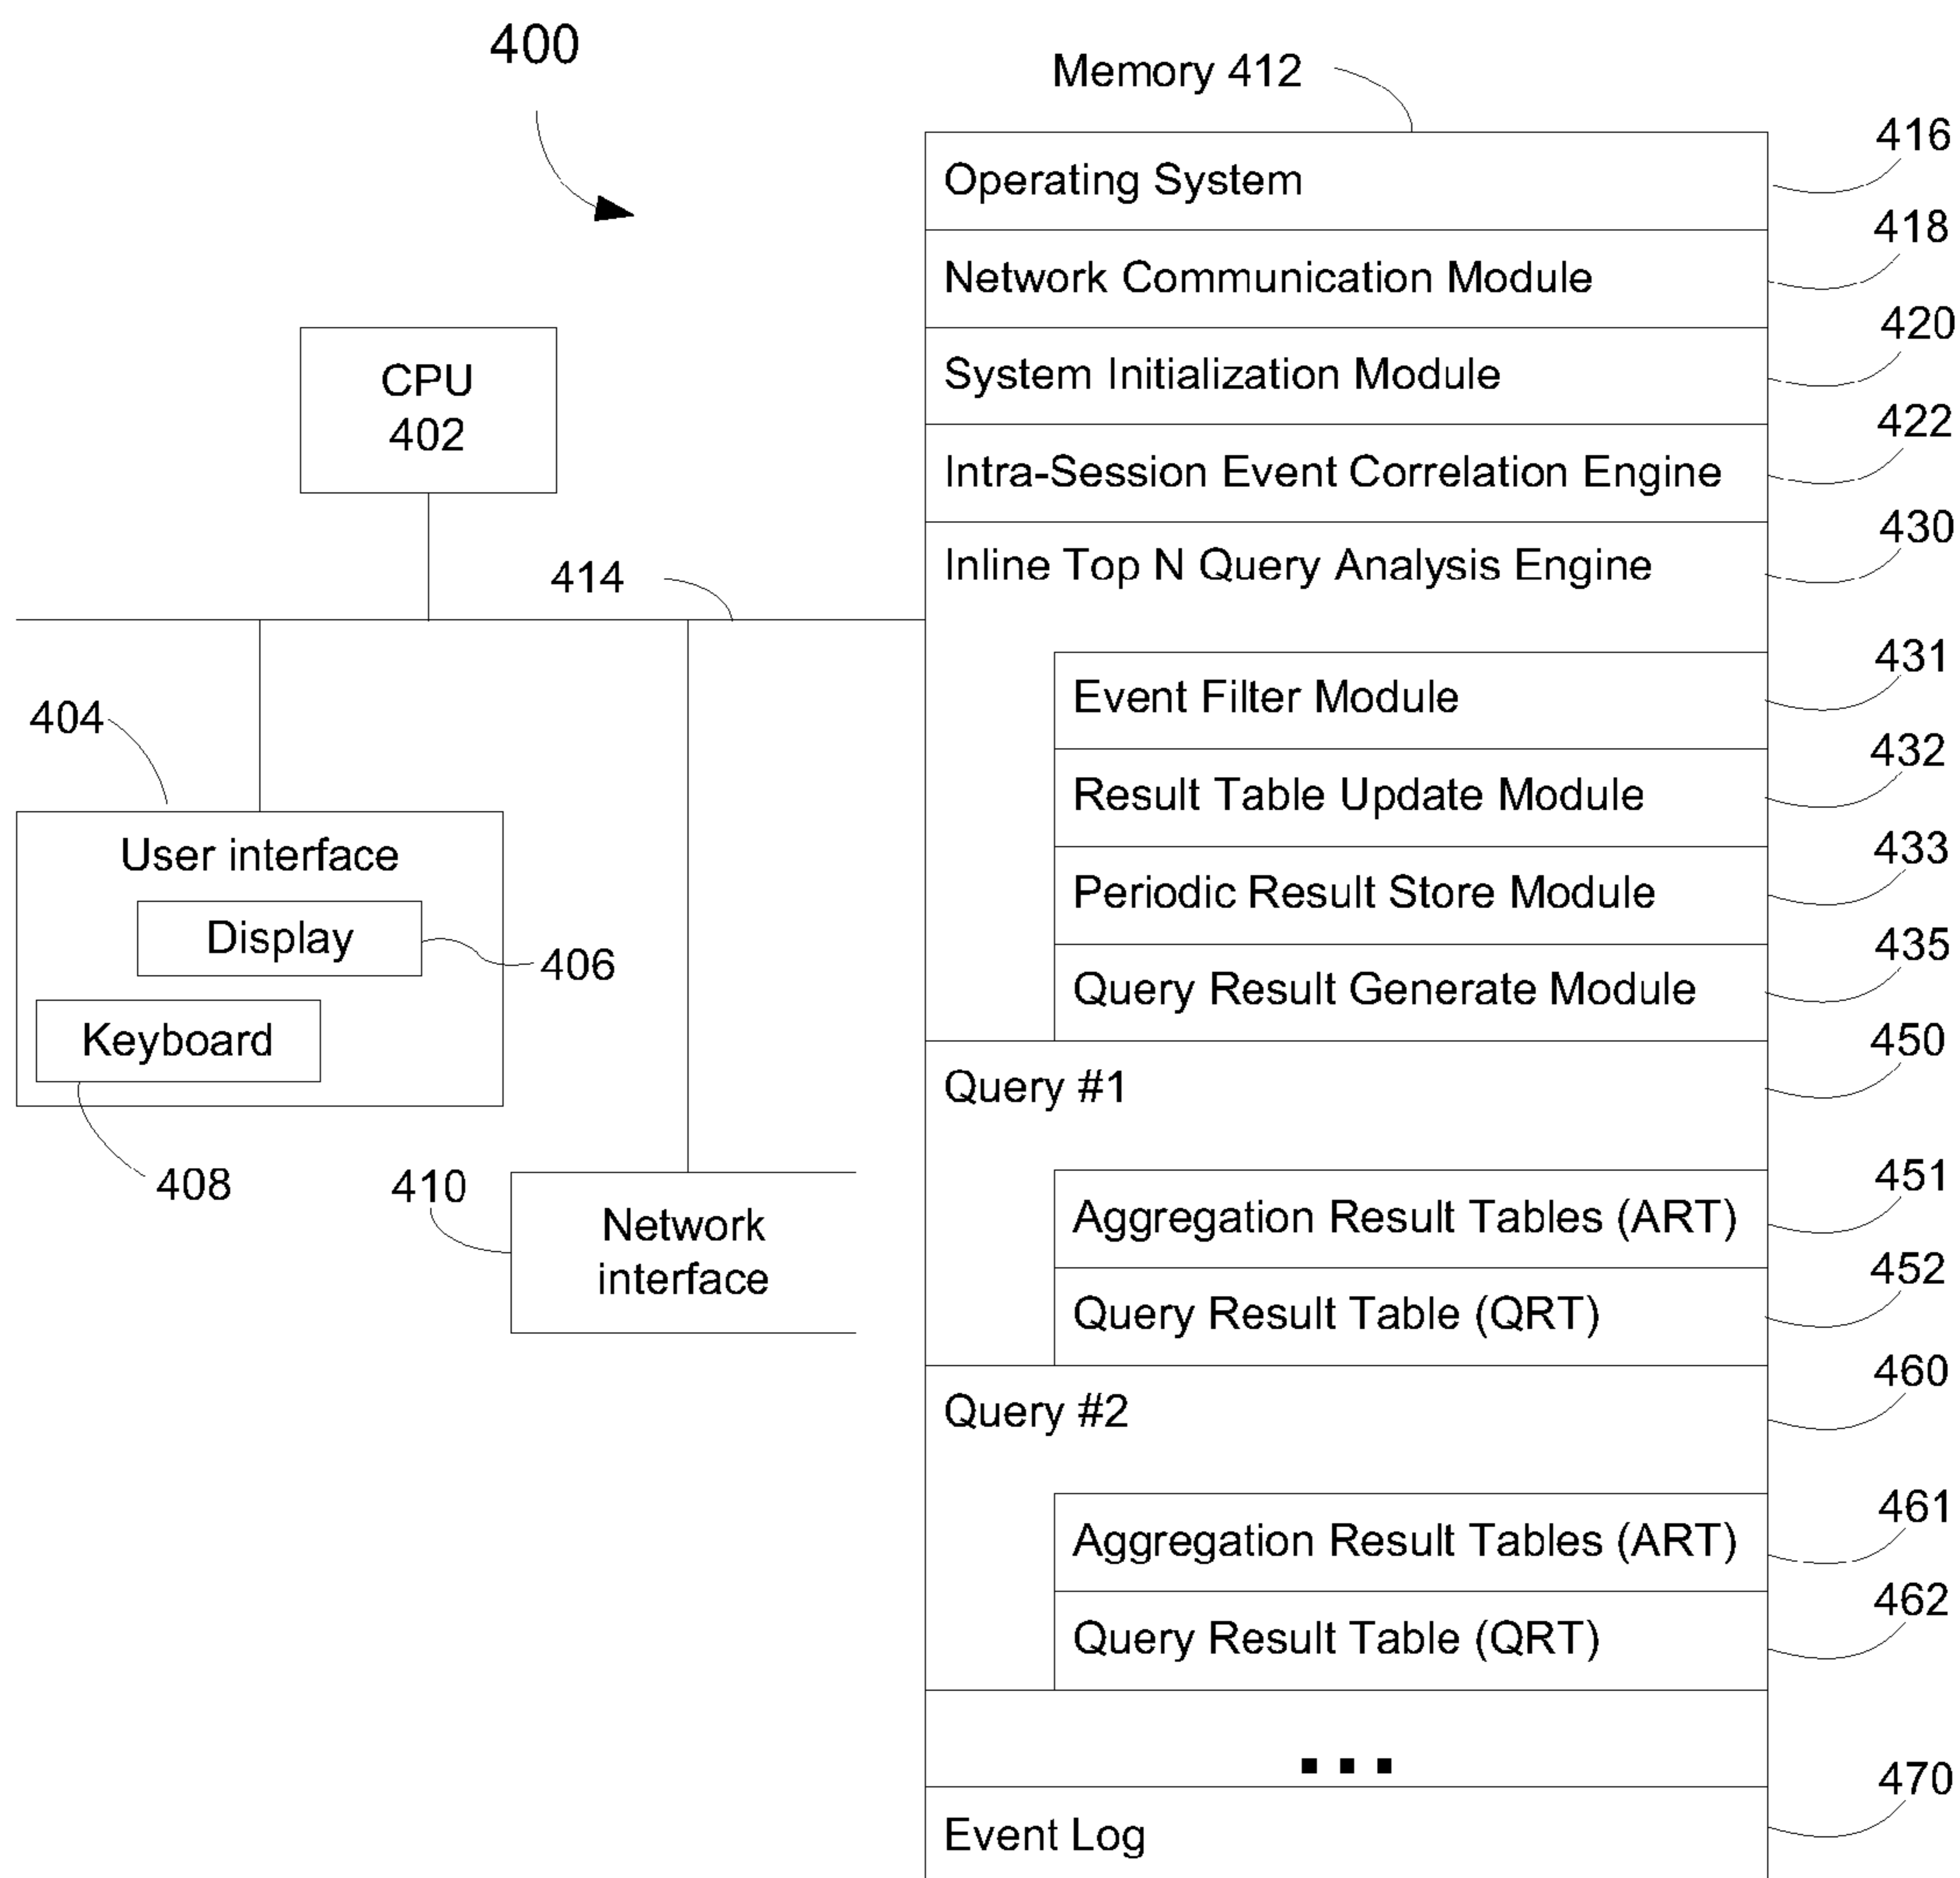 400
Memory 412
Operating System
416
Network Communication Module
418
System Initialization Module
420
Intra-Session Event Correlation Engine
422
Inline Top N Query Analysis Engine
430
Event Filter Module
431
Result Table Update Module
432
Periodic Result Store Module
433
Query Result Generate Module
435
Query #1
450
Aggregation Result Tables (ART)
451
Query Result Table (QRT)
452
Query #2
460
Aggregation Result Tables (ART)
461
Query Result Table (QRT)
462
...
Event Log
470
CPU
402
414
404
User interface
Display
406
Keyboard
408
410
Network
interface